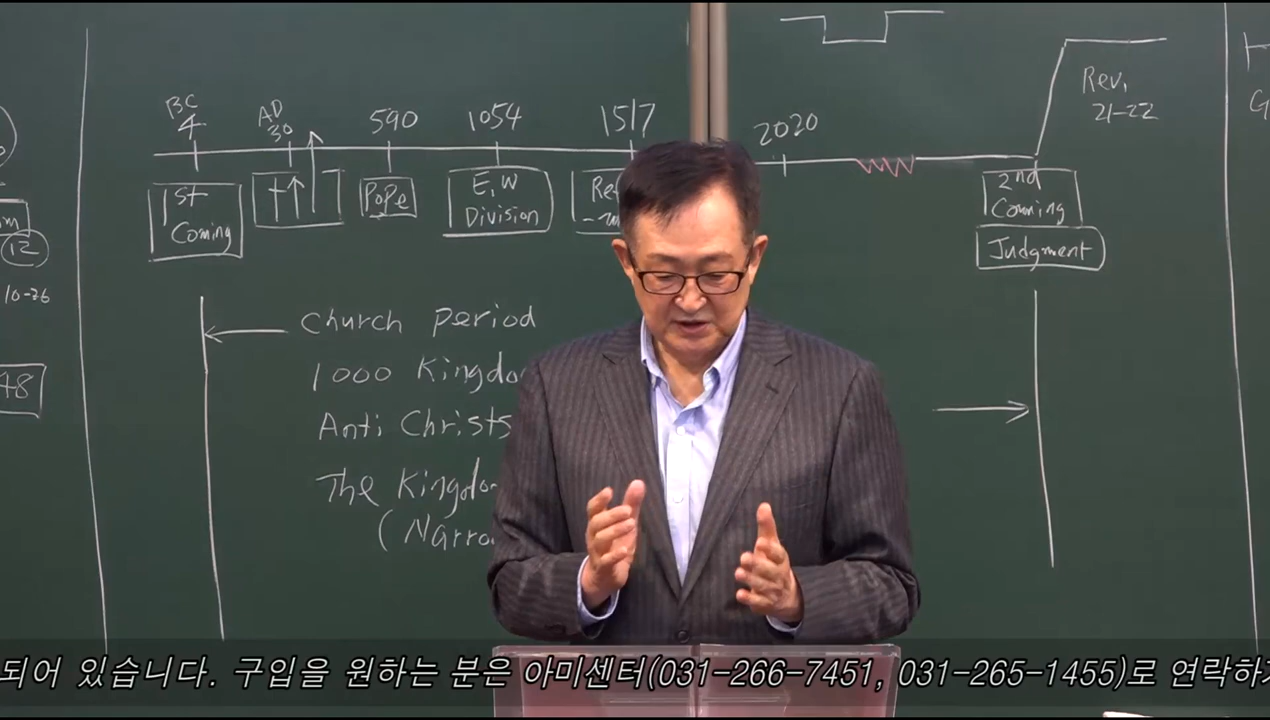 BC
4
AD
30
590
1054
1517
2020
Rev.
21-22
1st
Coming
PoPe
E, W
Division
2nd
Coming
Judgment
12
10-26
48
church period
1000 Kingdo
Anti Christs
The Kingdo
(Narro
되어 있습니다. 구입을 원하는 분은 아미센터(031-266-7451, 031-265-1455)로 연락하